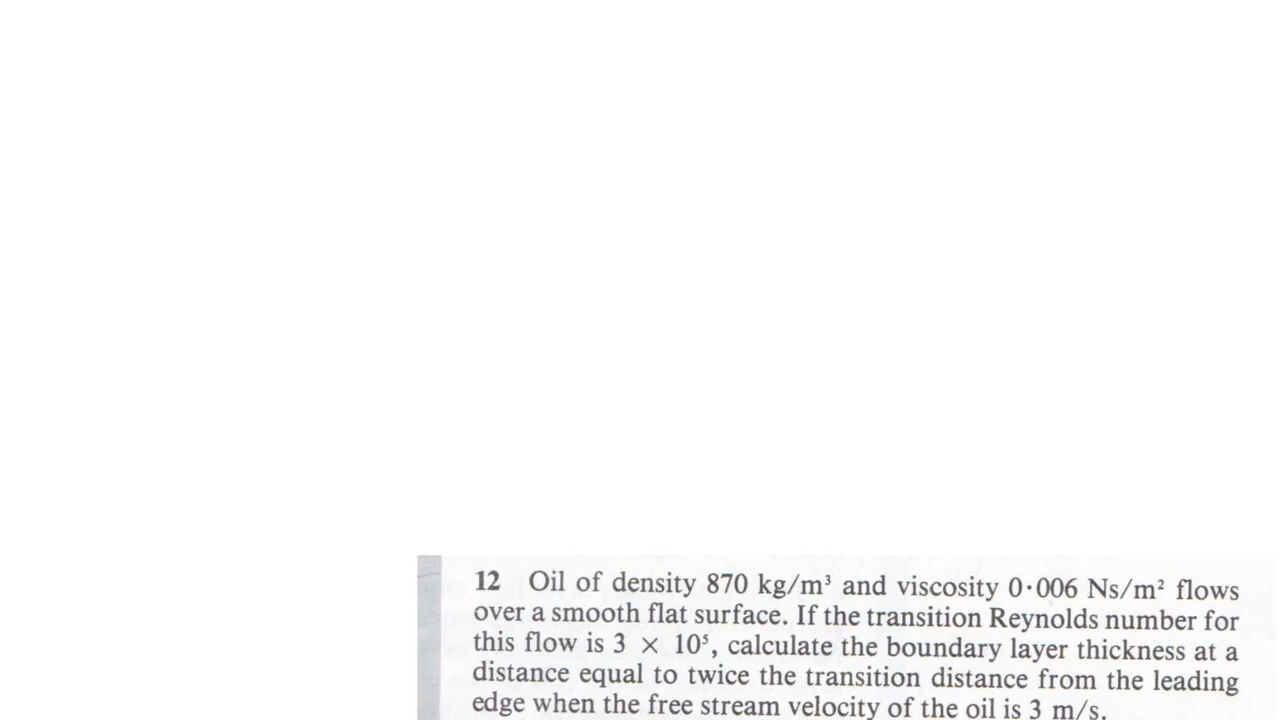 12 Oil of density 870 kg/m³ and viscosity 0·006 Ns/m² flows
over a smooth flat surface. If the transition Reynolds number for
this flow is 3 × 10⁵, calculate the boundary layer thickness at a
distance equal to twice the transition distance from the leading
edge when the free stream velocity of the oil is 3 m/s.